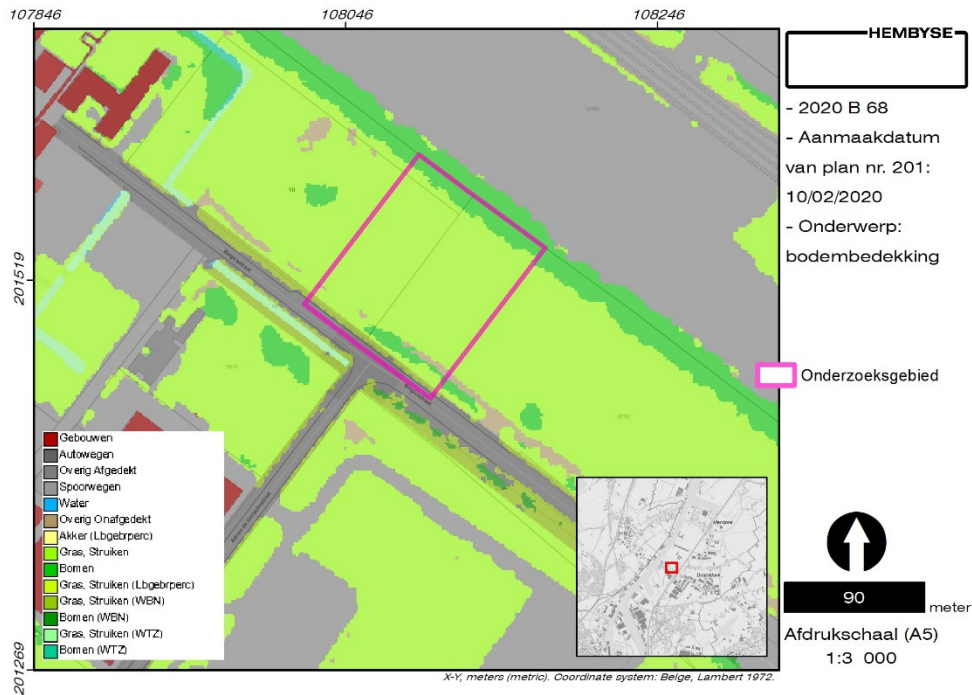 107846
108046
108246
HEMBYSE
- 2020 B 68
- Aanmaakdatum
van plan nr. 201:
10/02/2020
- Onderwerp:
bodembedekking
201519
Onderzoeksgebied
Gebouwen
Autowegen
Overig Afgedekt
Spoorwegen
Water
Overig Onafgedekt
Akker (Lbgebrperc)
Gras, Struiken
Bomen
Gras, Struiken (Lbgebrperc)
Gras, Struiken (WBN)
Bomen (WBN)
Gras, Struiken (WTZ)
Bomen (WTZ)
90
meter
Afdrukschaal (A5)
1:3 000
201269
X-Y, meters (metric). Coordinate system: Belge, Lambert 1972.